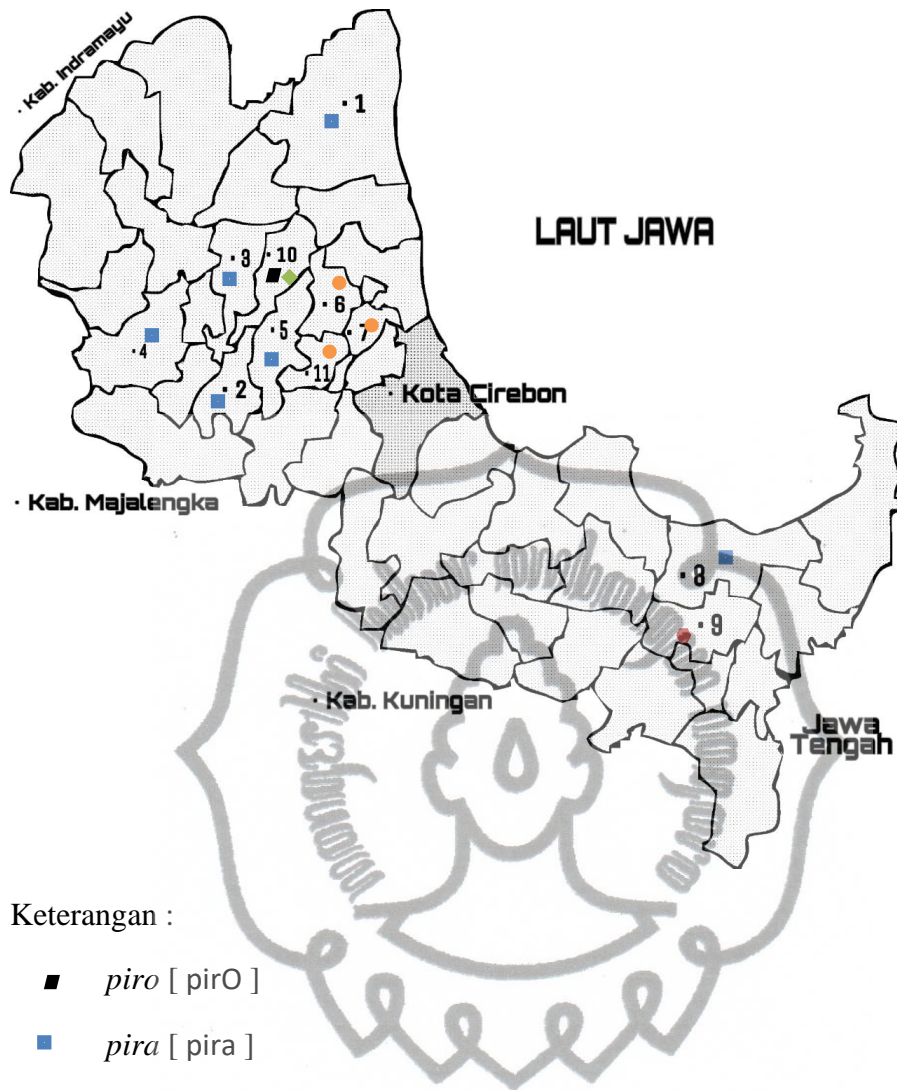 · Kab. Indramayu
· 1
LAUT JAWA
· 3
· 10
· 6
· 5
· 7
· 4
· 11
· 2
· Kota Cirebon
· Kab. Majalengka
· 8
· 9
· Kab. Kuningan
Jawa
Tengah
Keterangan :
piro [ pirO ]
pira [ pira ]